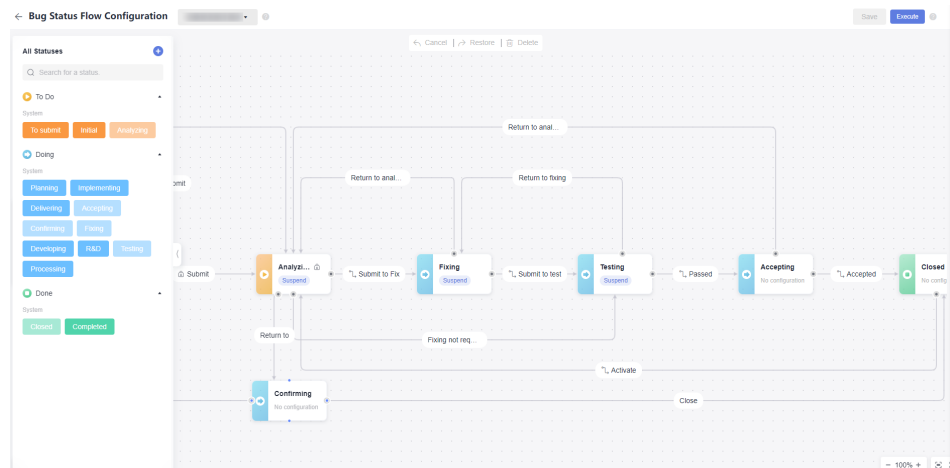 Bug Status Flow Configuration
Save
Execute
All Statuses
Cancel
Restore
Delete
Search for a status.
To Do
System
To submit
Initial
Analyzing
Doing
System
Planning
Implementing
Delivering
Accepting
Confirming
Fixing
Developing
R&D
Testing
Processing
Done
System
Closed
Completed
Return to anal...
Return to anal...
Return to fixing
omit
Submit
Analyzi...
Suspend
Submit to Fix
Fixing
Suspend
Submit to test
Testing
Suspend
Passed
Accepting
No configuration
Accepted
Closed
No config
Return to
Fixing not req...
Activate
Confirming
No configuration
Close
− 100% +